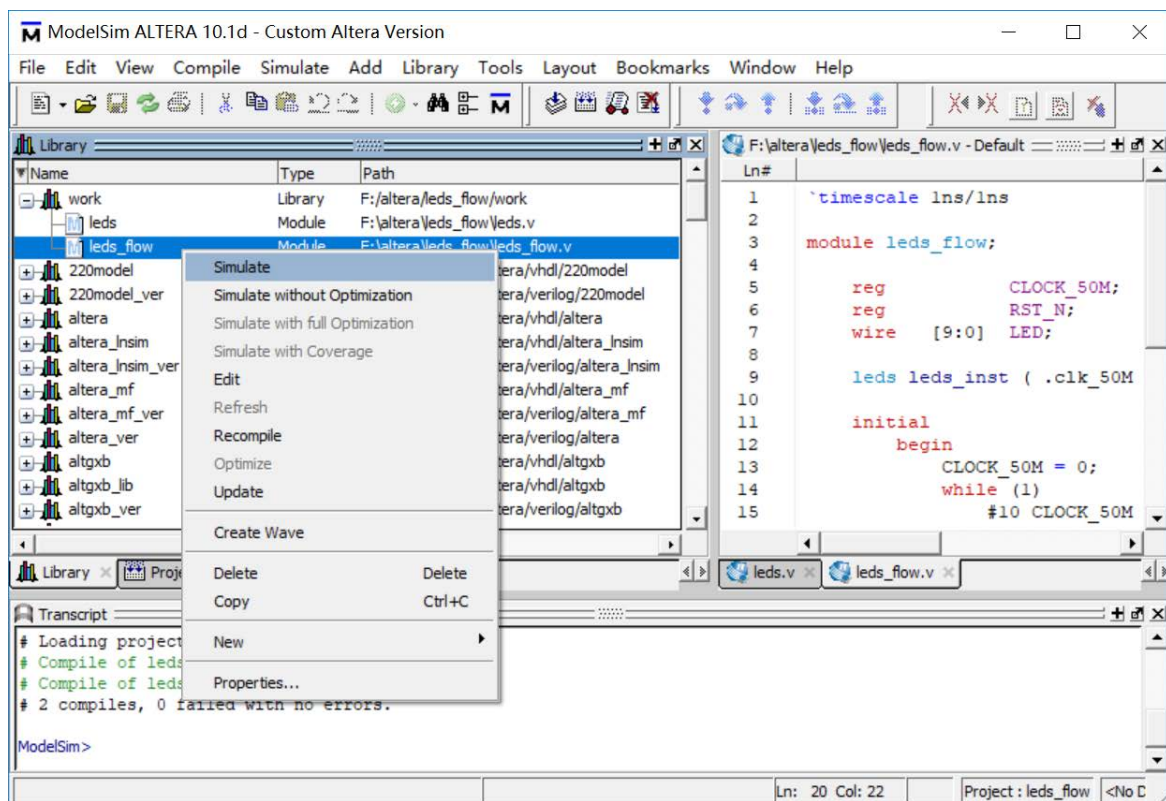 ModelSim ALTERA 10.1d - Custom Altera Version
File Edit View Compile Simulate Add Library Tools Layout Bookmarks Window Help
Library
Name Type Path
work Library F:/altera/leds_flow/work
leds Module F:\altera\leds_flow\leds.v
leds_flow Module F:\altera\leds_flow\leds_flow.v
220model tera/vhdl/220model
220model_ver tera/verilog/220model
altera tera/vhdl/altera
altera_lnsim tera/vhdl/altera_lnsim
altera_lnsim_ver tera/verilog/altera_lnsim
altera_mf tera/vhdl/altera_mf
altera_mf_ver tera/verilog/altera_mf
altera_ver tera/verilog/altera
altgxb tera/vhdl/altgxb
altgxb_lib tera/vhdl/altgxb
altgxb_ver tera/verilog/altgxb
Library Proje
Simulate
Simulate without Optimization
Simulate with full Optimization
Simulate with Coverage
Edit
Refresh
Recompile
Optimize
Update
Create Wave
Delete Delete
Copy Ctrl+C
New
Properties...
F:\altera\leds_flow\leds_flow.v - Default
Ln#
1 `timescale 1ns/1ns
2
3 module leds_flow;
4
5 reg CLOCK_50M;
6 reg RST_N;
7 wire [9:0] LED;
8
9 leds leds_inst ( .clk_50M
10
11 initial
12 begin
13 CLOCK_50M = 0;
14 while (1)
15 #10 CLOCK_50M
leds.v leds_flow.v
Transcript
# Loading project
# Compile of leds
# Compile of leds
# 2 compiles, 0 failed with no errors.
ModelSim>
Ln: 20 Col: 22 Project : leds_flow <No D